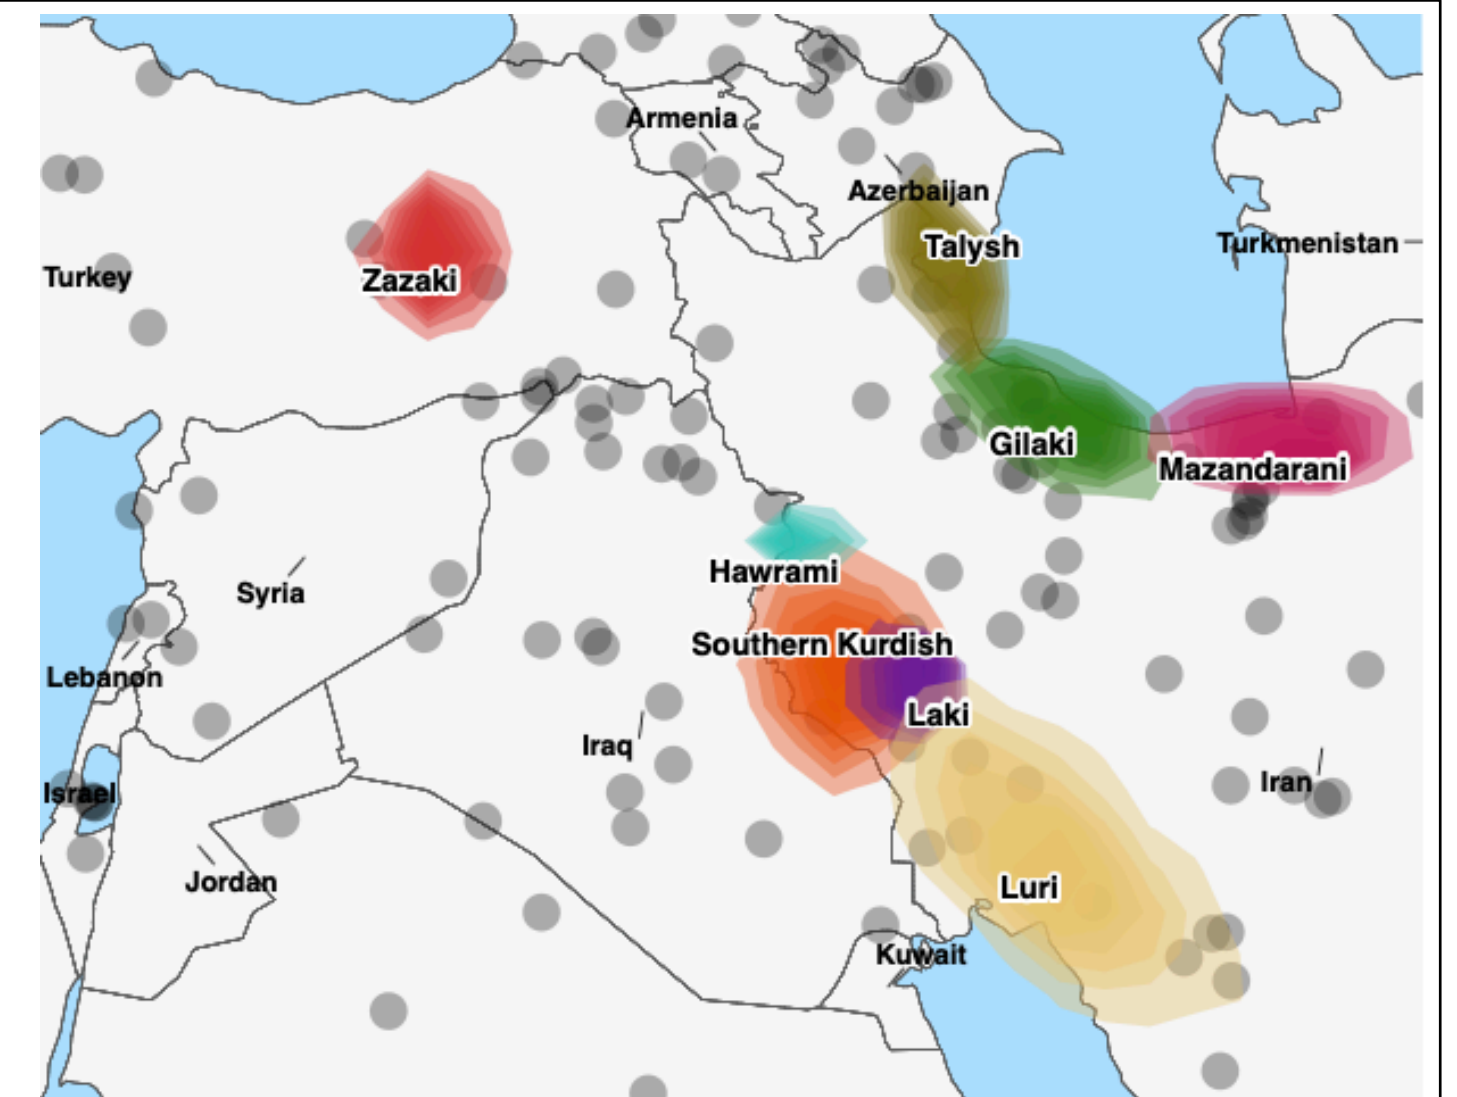 Armenia
Azerbaijan
Talysh
Turkmenistan
Turkey
Zazaki
Gilaki
Mazandarani
Hawrami
Syria
Southern Kurdish
Lebanon
Laki
Iraq
Iran
Israel
Jordan
Luri
Kuwait